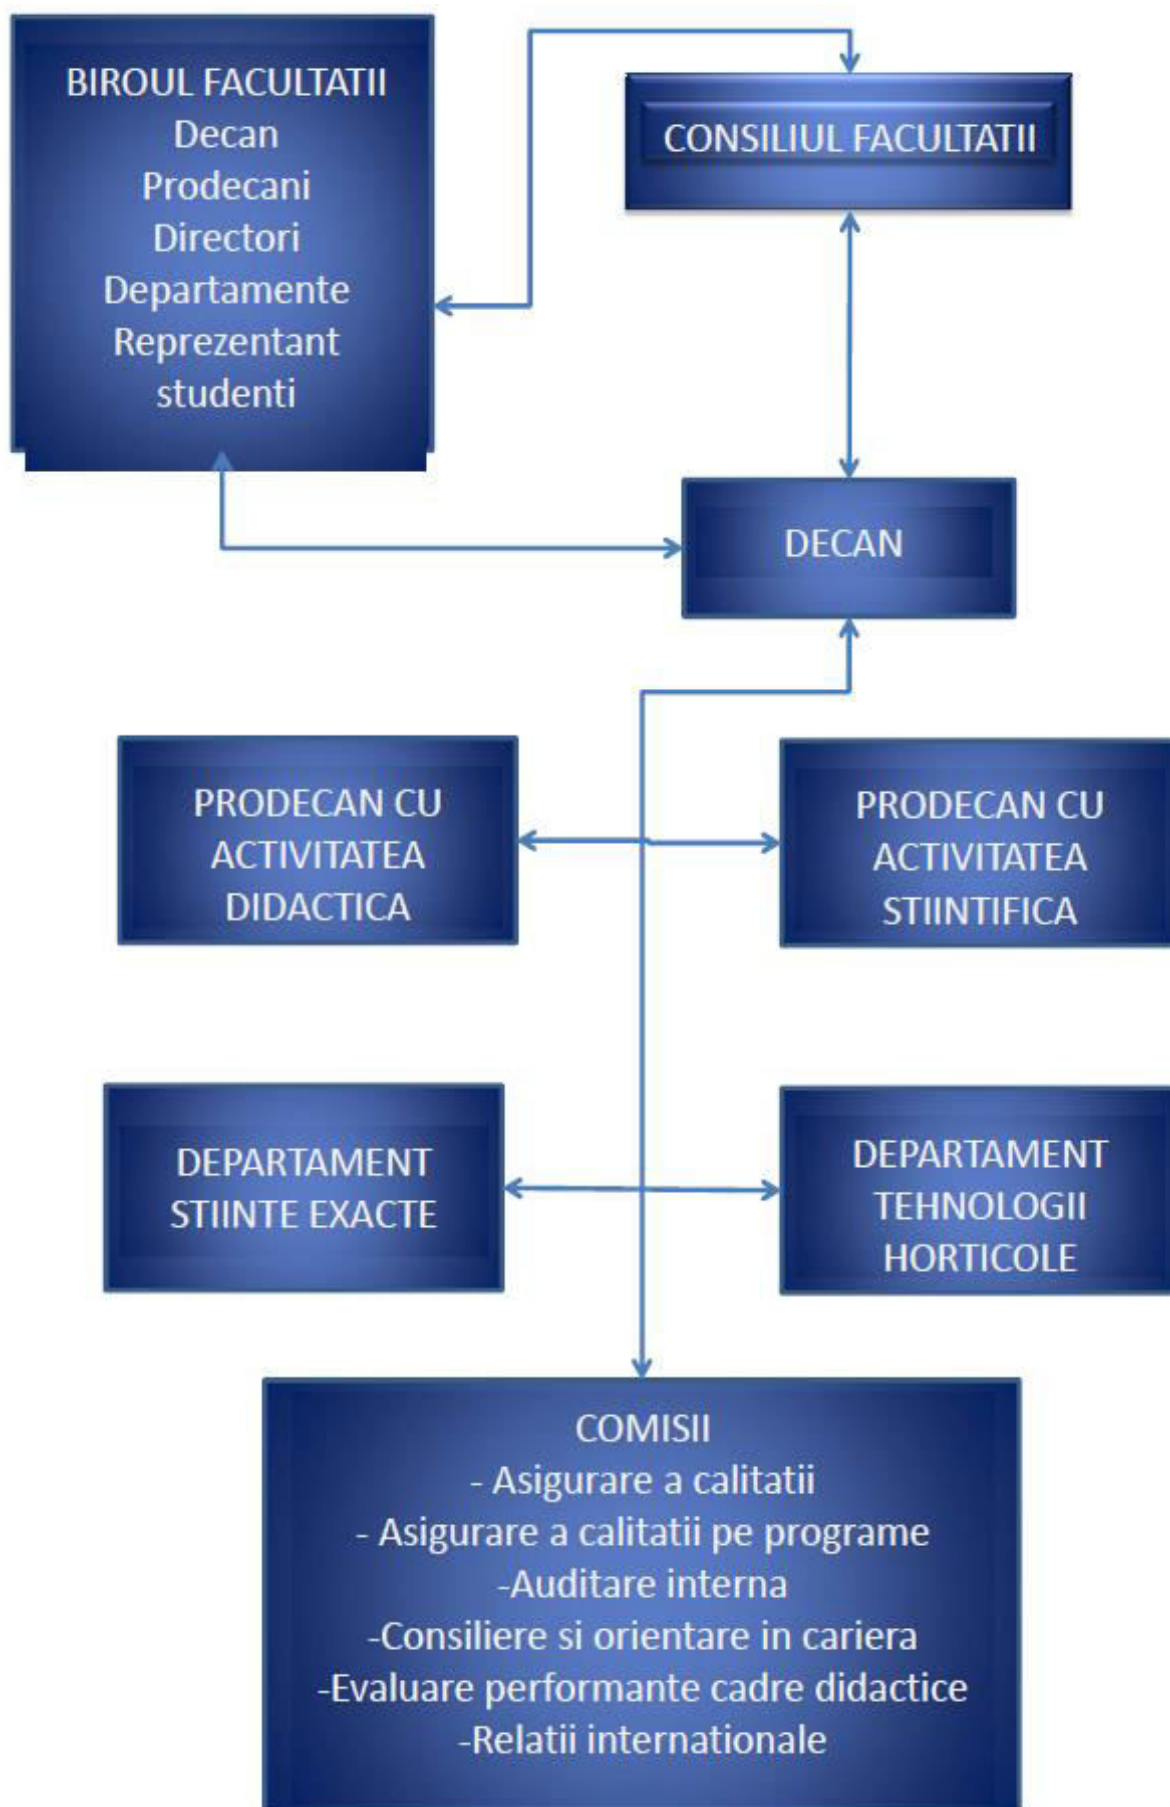 BIROUL FACULTATII
Decan
Prodecani
Directori
Departamente
Reprezentant
studenti
CONSILIUL FACULTATII
DECAN
PRODECAN CU
ACTIVITATEA
DIDACTICA
PRODECAN CU
ACTIVITATEA
STIINTIFICA
DEPARTAMENT
STIINTE EXACTE
DEPARTAMENT
TEHNOLOGII
HORTICOLE
COMISII
- Asigurare a calitatii
- Asigurare a calitatii pe programe
-Auditare interna
-Consiliere si orientare in cariera
-Evaluare performante cadre didactice
-Relatii internationale